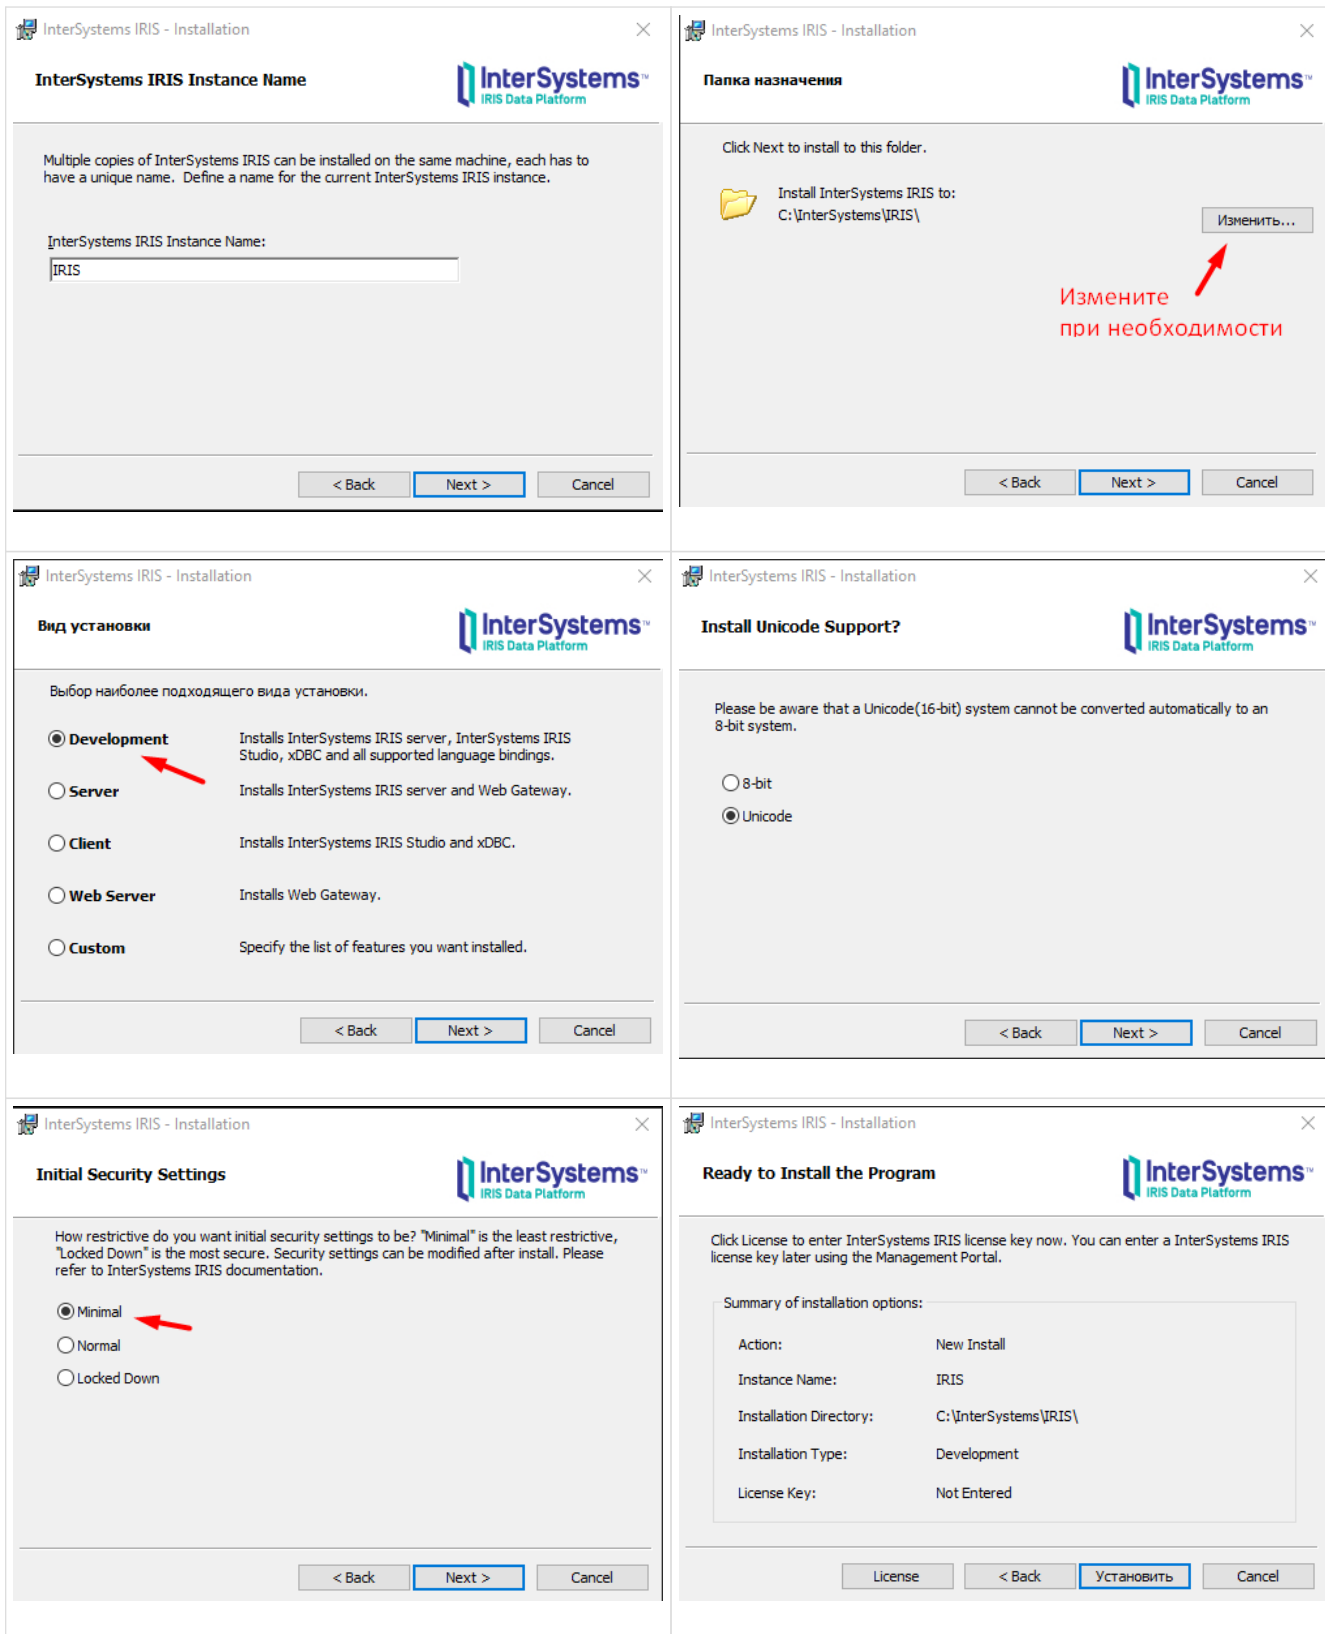 InterSystems IRIS - Installation
InterSystems IRIS Instance Name
InterSystems™
IRIS Data Platform
Multiple copies of InterSystems IRIS can be installed on the same machine, each has to
have a unique name. Define a name for the current InterSystems IRIS instance.
InterSystems IRIS Instance Name:
IRIS
< Back
Next >
Cancel
InterSystems IRIS - Installation
Папка назначения
InterSystems™
IRIS Data Platform
Click Next to install to this folder.
Install InterSystems IRIS to:
C:\InterSystems\IRIS\
Изменить...
Измените
при необходимости
< Back
Next >
Cancel
InterSystems IRIS - Installation
Вид установки
InterSystems™
IRIS Data Platform
Выбор наиболее подходящего вида установки.
Development
Installs InterSystems IRIS server, InterSystems IRIS
Studio, xDBC and all supported language bindings.
Server
Installs InterSystems IRIS server and Web Gateway.
Client
Installs InterSystems IRIS Studio and xDBC.
Web Server
Installs Web Gateway.
Custom
Specify the list of features you want installed.
< Back
Next >
Cancel
InterSystems IRIS - Installation
Install Unicode Support?
InterSystems™
IRIS Data Platform
Please be aware that a Unicode(16-bit) system cannot be converted automatically to an
8-bit system.
8-bit
Unicode
< Back
Next >
Cancel
InterSystems IRIS - Installation
Initial Security Settings
InterSystems™
IRIS Data Platform
How restrictive do you want initial security settings to be? "Minimal" is the least restrictive,
"Locked Down" is the most secure. Security settings can be modified after install. Please
refer to InterSystems IRIS documentation.
Minimal
Normal
Locked Down
< Back
Next >
Cancel
InterSystems IRIS - Installation
Ready to Install the Program
InterSystems™
IRIS Data Platform
Click License to enter InterSystems IRIS license key now. You can enter a InterSystems IRIS
license key later using the Management Portal.
Summary of installation options:
Action: New Install
Instance Name: IRIS
Installation Directory: C:\InterSystems\IRIS\
Installation Type: Development
License Key: Not Entered
License
< Back
Установить
Cancel